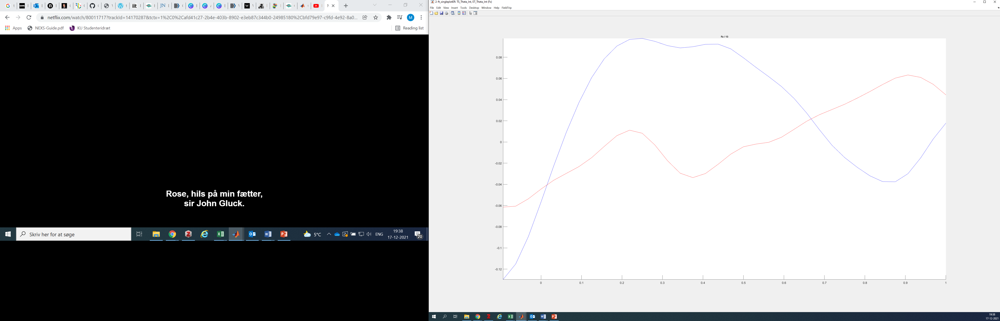 netflix.com/watch/80011717?trackId=14170287&tctx=1%2C0%2Cafd41c27-2b4e-403b-8902-e3eb87c344b0-24985180%2Cbfd79e97-c9fd-4e92-8a0...
Apps NEXS-Guide.pdf KU Studenteridræt Reading list
Rose, hils på min fætter,
sir John Gluck.
Skriv her for at søge
5°C
ENG
19:38
17-12-2021
20
2: ft_singleplotER: TS_Theta_Int, ET_Theta_Int (Fz)
File Edit View Insert Tools Desktop Window Help FieldTrip
Fz / 13
0.08
0.06
0.04
0.02
0
-0.02
-0.04
-0.06
-0.08
-0.1
-0.12
0 0.1 0.2 0.3 0.4 0.5 0.6 0.7 0.8 0.9 1
19:38
17-12-2021